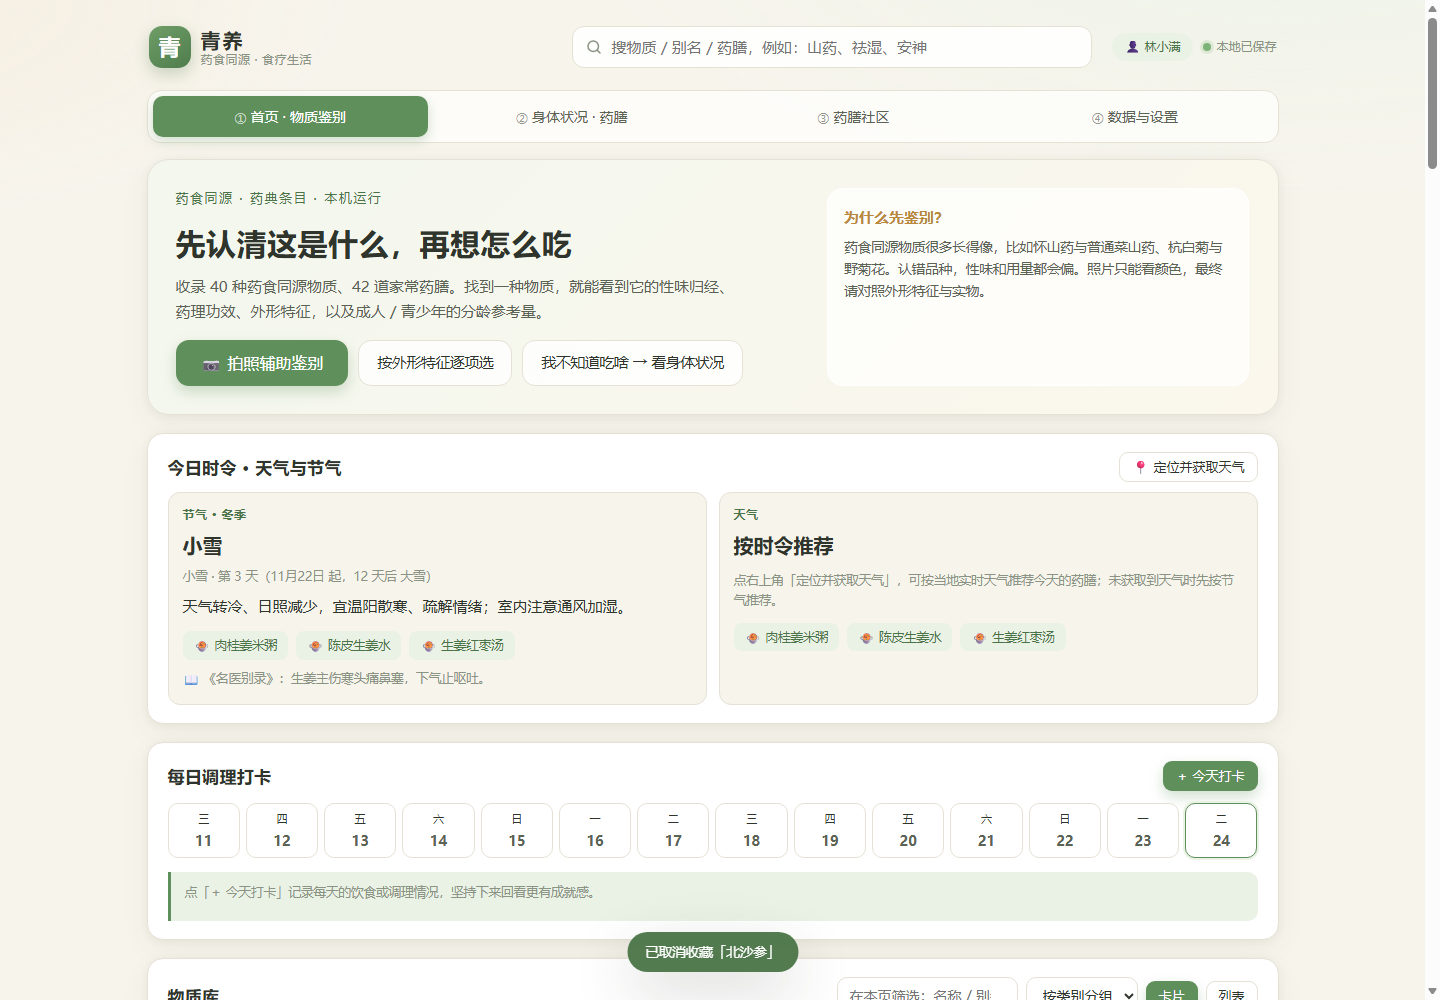 青
青养
药食同源 · 食疗生活
搜物质 / 别名 / 药膳，例如：山药、祛湿、安神
林小满
本地已保存
① 首页 · 物质鉴别
② 身体状况 · 药膳
③ 药膳社区
④ 数据与设置
药食同源 · 药典条目 · 本机运行
先认清这是什么，再想怎么吃
收录 40 种药食同源物质、42 道家常药膳。找到一种物质，就能看到它的性味归经、
药理功效、外形特征，以及成人 / 青少年的分龄参考量。
拍照辅助鉴别
按外形特征逐项选
我不知道吃啥 → 看身体状况
为什么先鉴别？
药食同源物质很多长得像，比如怀山药与普通菜山药、杭白菊与
野菊花。认错品种，性味和用量都会偏。照片只能看颜色，最终
请对照外形特征与实物。
今日时令 · 天气与节气
定位并获取天气
节气 · 冬季
小雪
小雪 · 第 3 天（11月22日 起，12 天后 大雪）
天气转冷、日照减少，宜温阳散寒、疏解情绪；室内注意通风加湿。
肉桂姜米粥
陈皮生姜水
生姜红枣汤
《名医别录》：生姜主伤寒头痛鼻塞，下气止呕吐。
天气
按时令推荐
点右上角「定位并获取天气」，可按当地实时天气推荐今天的药膳；未获取到天气时先按节
气推荐。
肉桂姜米粥
陈皮生姜水
生姜红枣汤
每日调理打卡
+ 今天打卡
三 四 五 六 日 一 二 三 四 五 六 日 一 二
11 12 13 14 15 16 17 18 19 20 21 22 23 24
点「+ 今天打卡」记录每天的饮食或调理情况，坚持下来回看更有成就感。
已取消收藏「北沙参」
物质库
在本页筛选：名称 / 别
按类别分组
卡片
列表